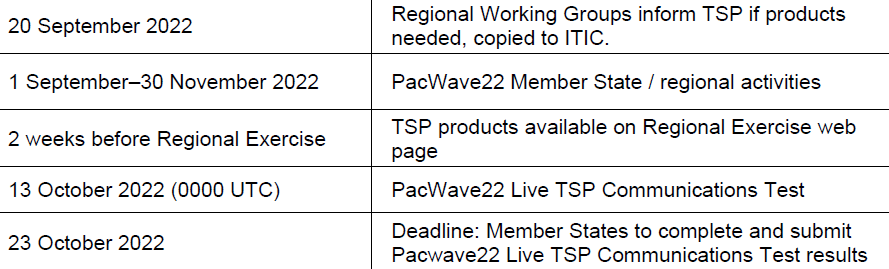 20 September 2022
Regional Working Groups inform TSP if products
needed, copied to ITIC.
1 September–30 November 2022
PacWave22 Member State / regional activities
2 weeks before Regional Exercise
TSP products available on Regional Exercise web
page
13 October 2022 (0000 UTC)
PacWave22 Live TSP Communications Test
23 October 2022
Deadline: Member States to complete and submit
Pacwave22 Live TSP Communications Test results